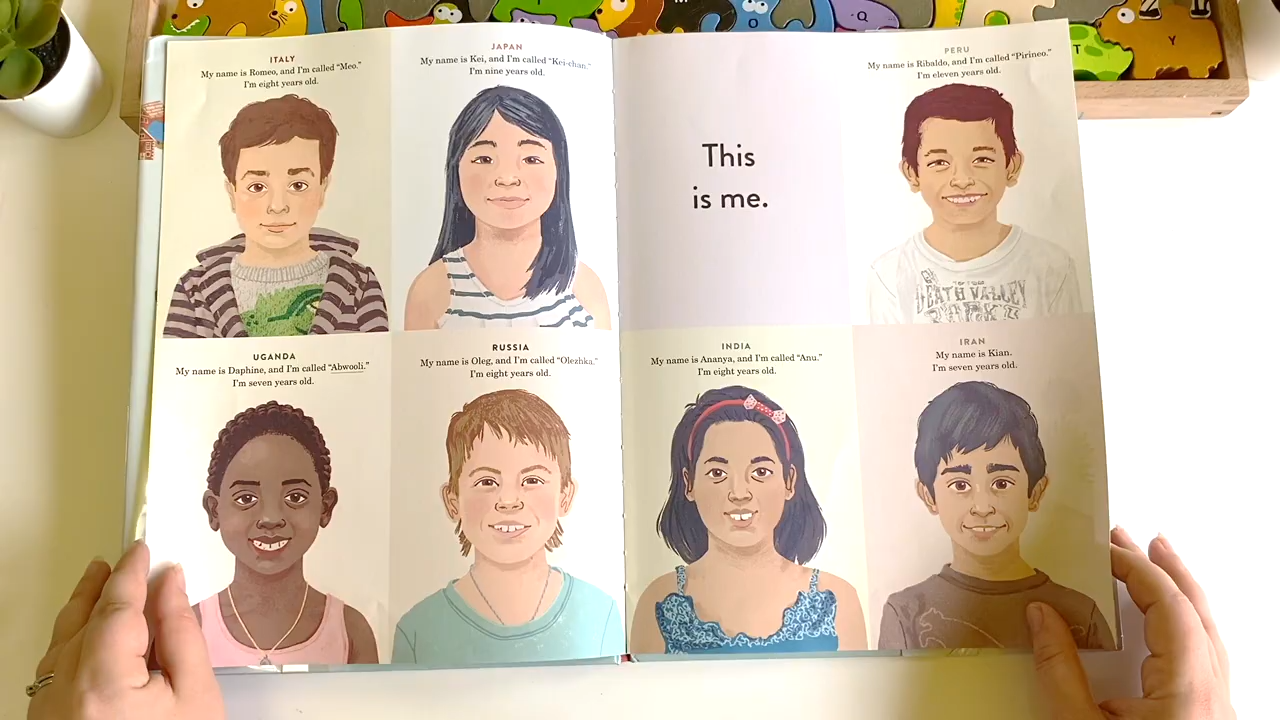 ITALY
My name is Romeo, and I'm called "Meo."
I'm eight years old.
JAPAN
My name is Kei, and I'm called "Kei-chan."
I'm nine years old.
This
is me.
PERU
My name is Ribaldo, and I'm called "Pirineo."
I'm eleven years old.
DEATH VALLEY
UGANDA
My name is Daphine, and I'm called "Abwooli."
I'm seven years old.
RUSSIA
My name is Oleg, and I'm called "Olezhka."
I'm eight years old.
INDIA
My name is Ananya, and I'm called "Anu."
I'm eight years old.
IRAN
My name is Kian.
I'm seven years old.
T
Q
Y